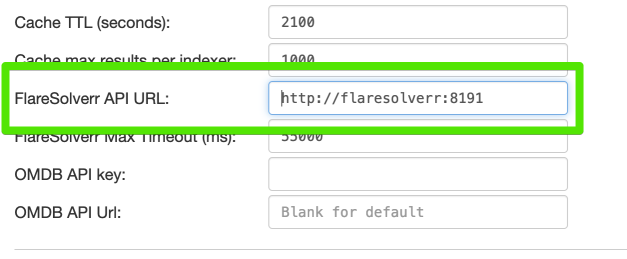 Cache TTL (seconds): 2100
Cache max results per indexer: 1000
FlareSolverr API URL: http://flaresolverr:8191
FlareSolverr Max Timeout (ms): 55000
OMDB API key:
OMDB API Url: Blank for default